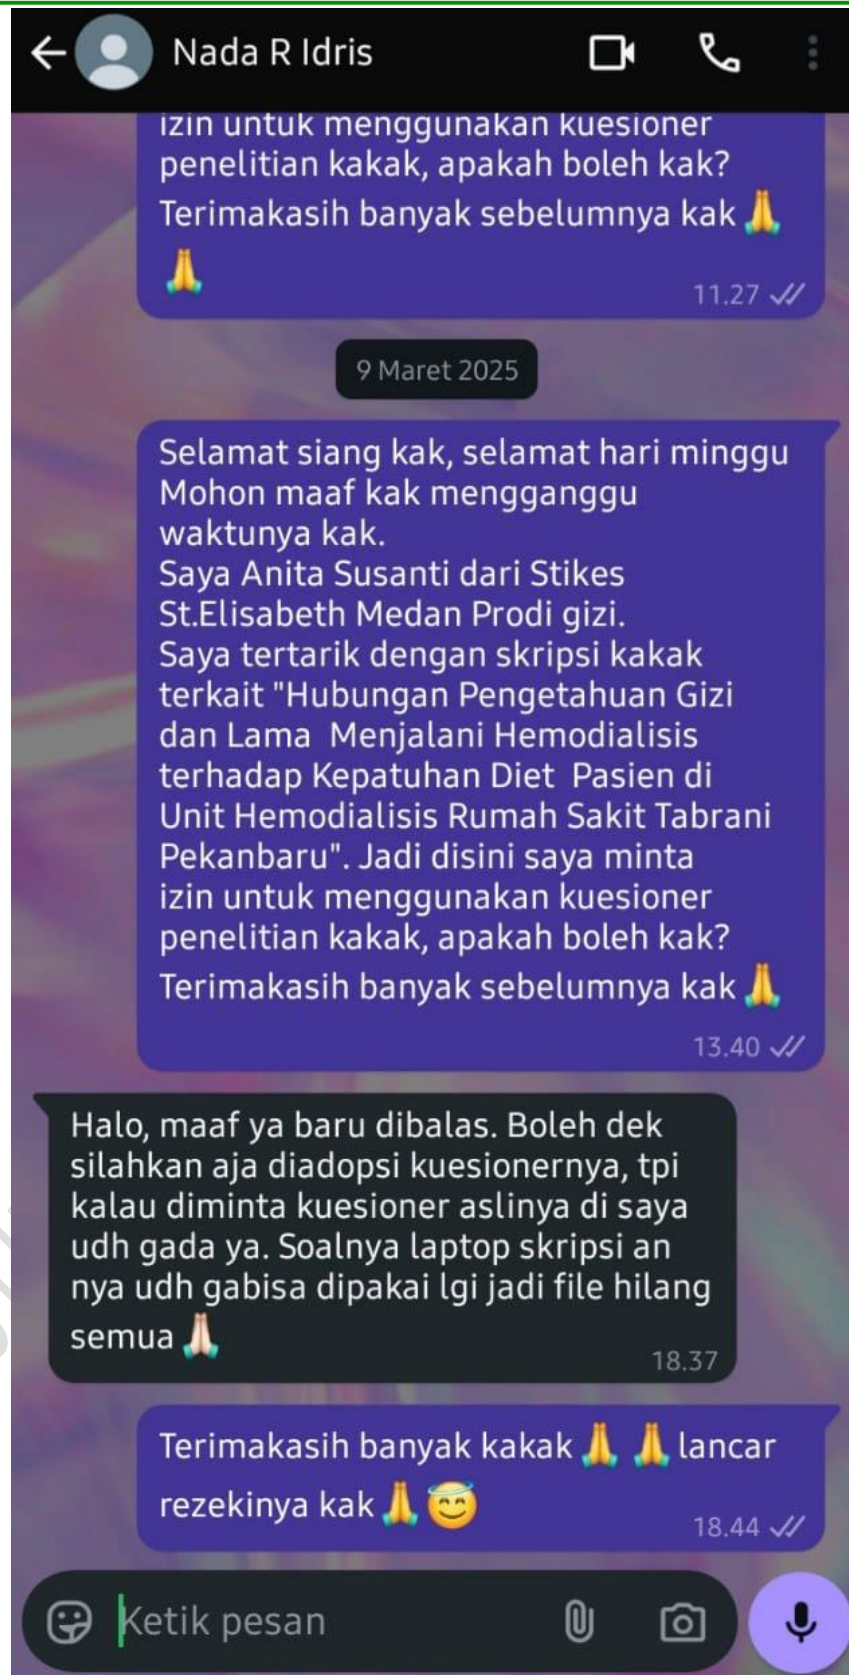 Nada R Idris
izin untuk menggunakan kuesioner
penelitian kakak, apakah boleh kak?
Terimakasih banyak sebelumnya kak🙏
🙏
11.27
9 Maret 2025
Selamat siang kak, selamat hari minggu
Mohon maaf kak mengganggu
waktunya kak.
Saya Anita Susanti dari Stikes
St.Elisabeth Medan Prodi gizi.
Saya tertarik dengan skripsi kakak
terkait "Hubungan Pengetahuan Gizi
dan Lama  Menjalani Hemodialisis
terhadap Kepatuhan Diet  Pasien di
Unit Hemodialisis Rumah Sakit Tabrani
Pekanbaru". Jadi disini saya minta
izin untuk menggunakan kuesioner
penelitian kakak, apakah boleh kak?
Terimakasih banyak sebelumnya kak🙏
13.40
Halo, maaf ya baru dibalas. Boleh dek
silahkan aja diadopsi kuesionernya, tpi
kalau diminta kuesioner aslinya di saya
udh gada ya. Soalnya laptop skripsi an
nya udh gabisa dipakai lgi jadi file hilang
semua🙏🏻
18.37
Terimakasih banyak kakak🙏 🙏 lancar
rezekinya kak🙏😇
18.44
Ketik pesan